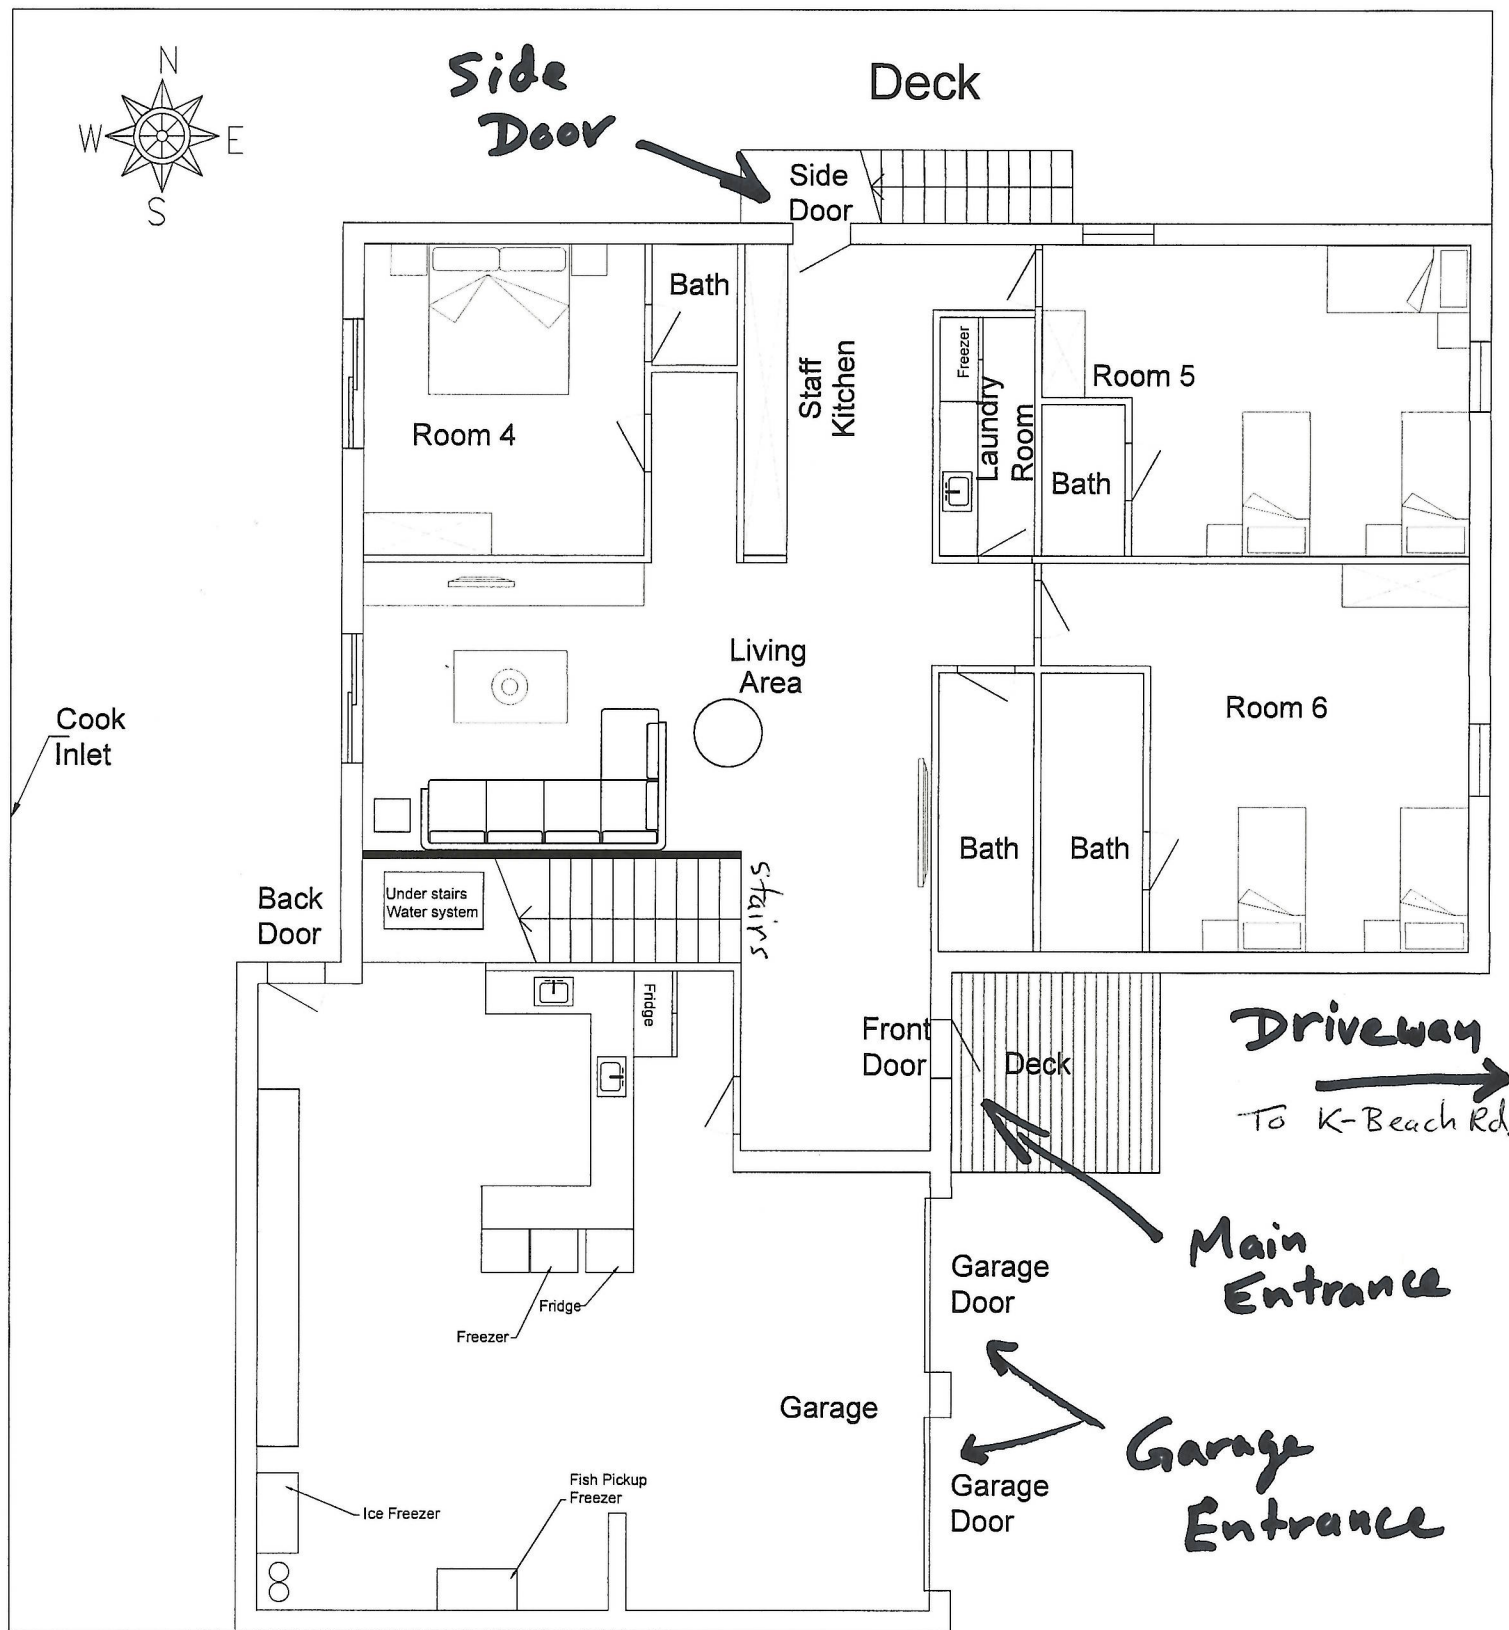 N
W
E
S
Side
Door
Deck
Side
Door
Bath
Room 4
Staff
Kitchen
Freezer
Laundry
Room
Room 5
Bath
Living
Area
Room 6
Cook
Inlet
Bath
Bath
Under stairs
Water system
stairs
Back
Door
Fridge
Front
Door
Deck
Driveway
To K-Beach Rd.
Main
Entrance
Garage
Door
Fridge
Freezer
Garage
Garage
Entrance
Garage
Door
Fish Pickup
Freezer
Ice Freezer